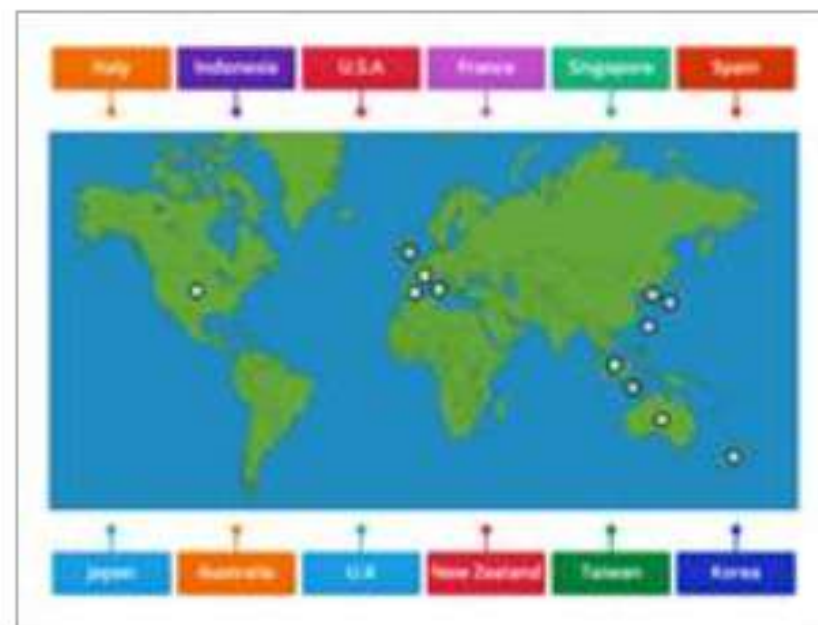 Italy
Indonesia
U.S.A
France
Singapore
Spain
Japan
Australia
U.K
New Zealand
Taiwan
Korea